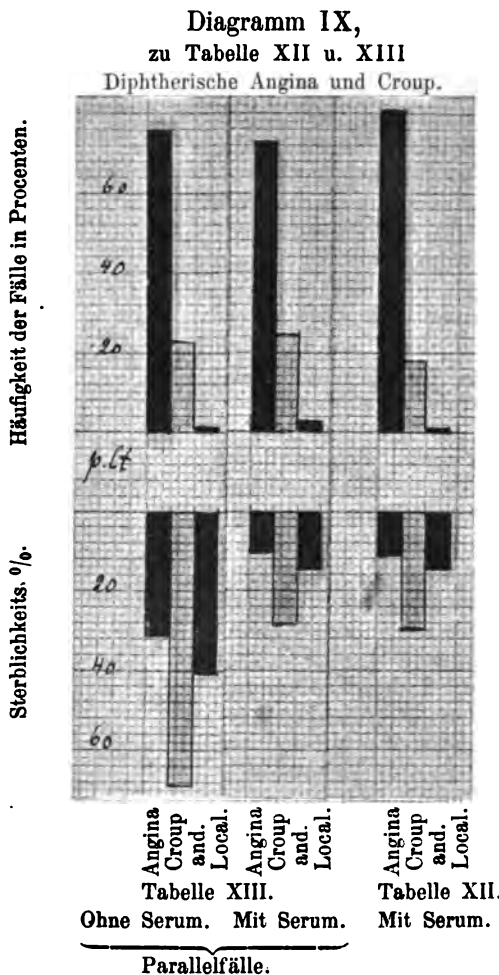 Diagramm IX,
zu Tabelle XII u. XIII
Diphtherische Angina und Croup.
Häufigkeit der Fälle in Procenten.
60
40
20
p. Ct
Sterblichkeits. %.
20
40
60
Angina
Croup
and.
Local.
Angina
Croup
and.
Local.
Angina
Croup
and.
Local.
Tabelle XIII.
Tabelle XII.
Ohne Serum. Mit Serum.
Mit Serum.
Parallelfälle.